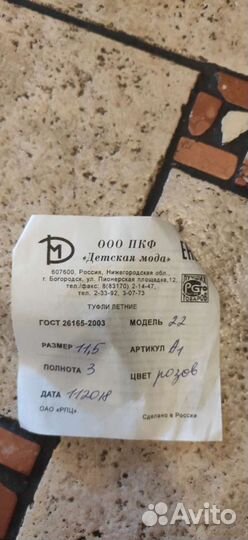 ООО ПКФ
«Детская мода»
607600, Россия, Нижегородская обл.,
г. Богородск, ул. Пионерская площадка,12,
тел./факс: 8(83170) 2-14-47,
тел. 2-33-92, 3-07-73
ТУФЛИ ЛЕТНИЕ
ГОСТ 26165-2003 МОДЕЛЬ 22
РАЗМЕР 11,5 АРТИКУЛ А1
ПОЛНОТА 3 ЦВЕТ розов
ДАТА 112018
ОАО «РПЦ» Сделано в России
Avito